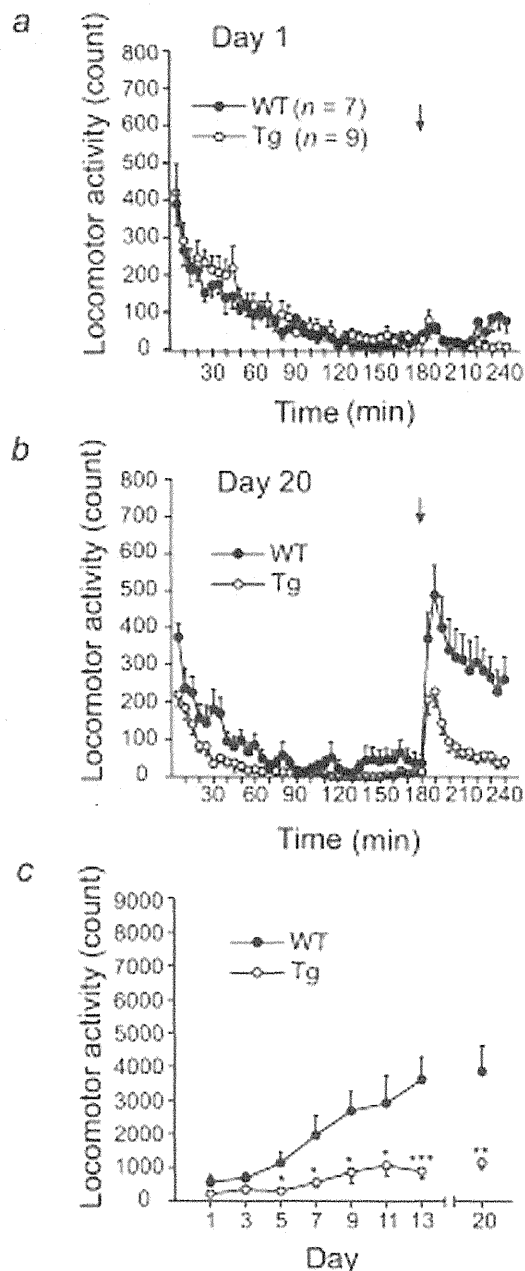 a
Day 1
Locomotor activity (count)
800
700
600
500
400
300
200
100
0
WT (n = 7)
Tg (n = 9)
30 60 90 120 150 180 210 240
Time (min)
b
Day 20
Locomotor activity (count)
800
700
600
500
400
300
200
100
0
WT
Tg
30 60 90 120 150 180 210 240
Time (min)
c
Locomotor activity (count)
9000
8000
7000
6000
5000
4000
3000
2000
1000
0
WT
Tg
* * * * *** **
1 3 5 7 9 11 13 20
Day